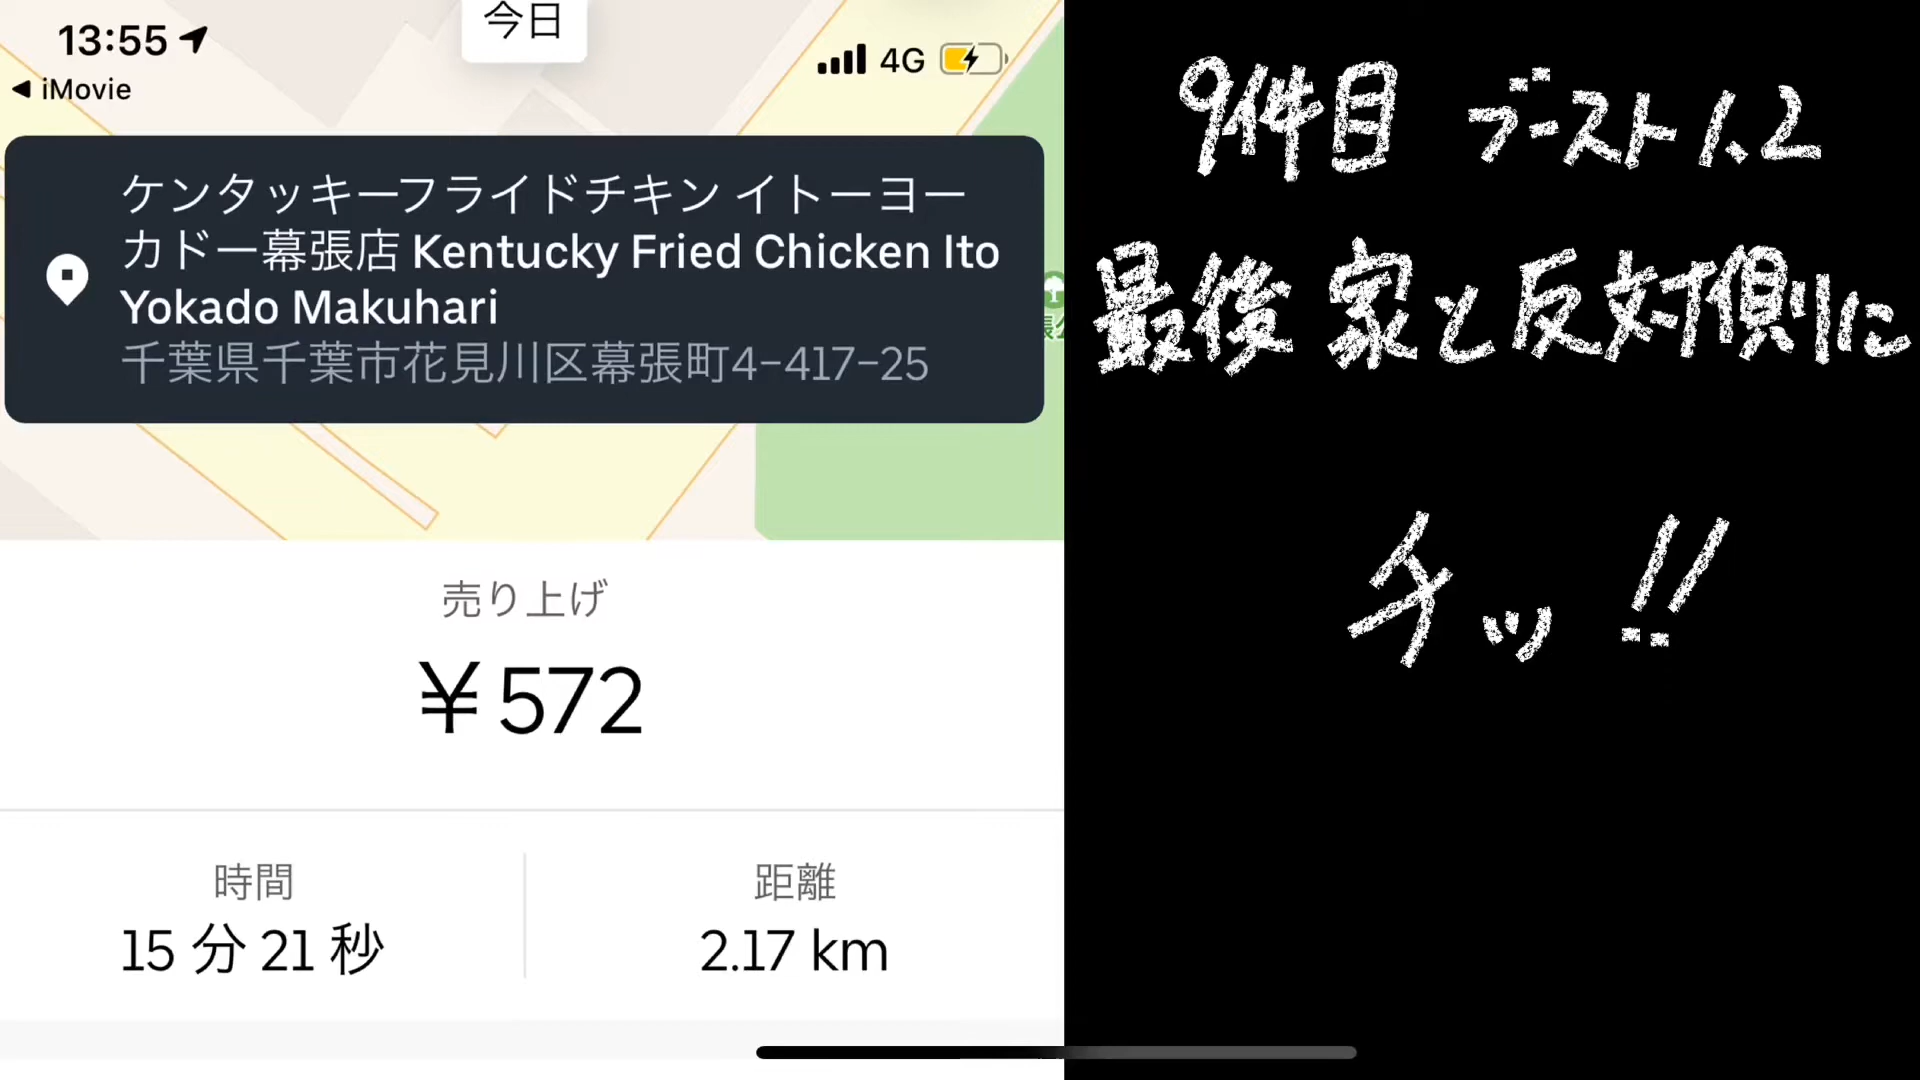 13:55
◀ iMovie
今日
4G
ケンタッキーフライドチキン イトーヨー
カドー幕張店 Kentucky Fried Chicken Ito
Yokado Makuhari
千葉県千葉市花見川区幕張町4-417-25
売り上げ
¥572
時間
15 分 21 秒
距離
2.17 km
9件目 ブースト1.2
最後 家と反対側に
チッ!!